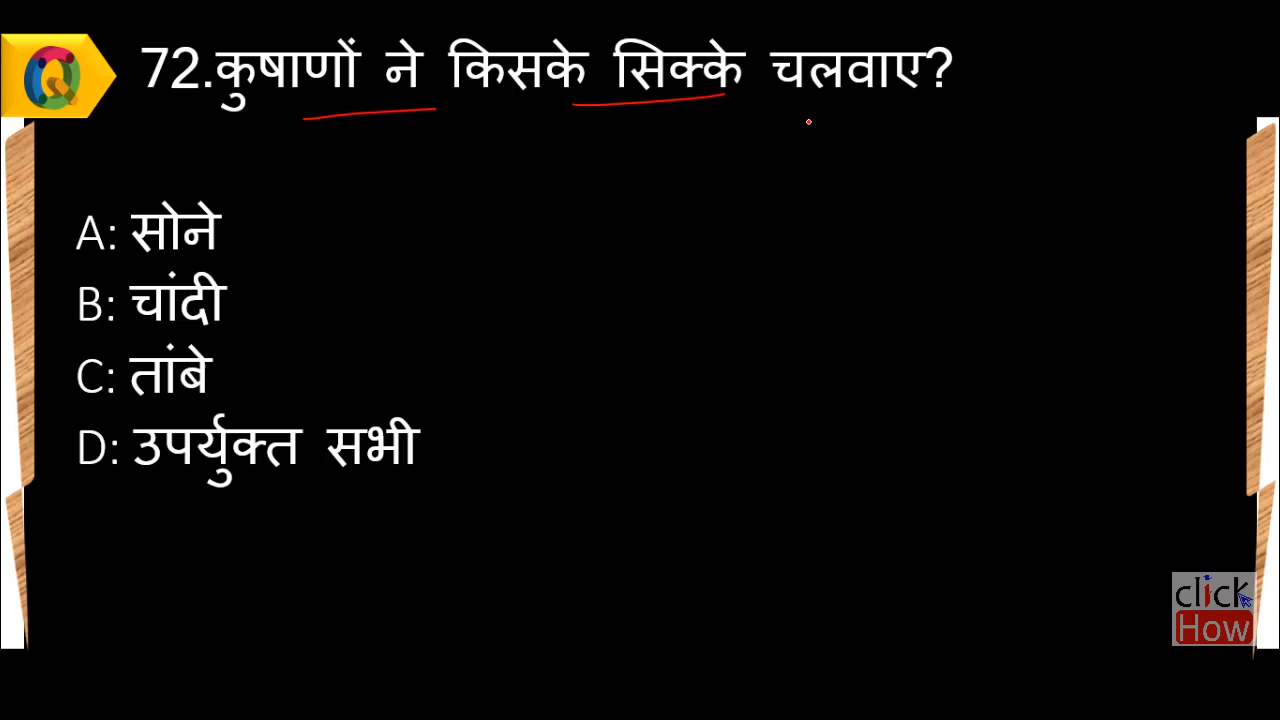 72.कुषाणों ने किसके सिक्के चलवाए?
A: सोने
B: चांदी
C: तांबे
D: उपर्युक्त सभी
click
How